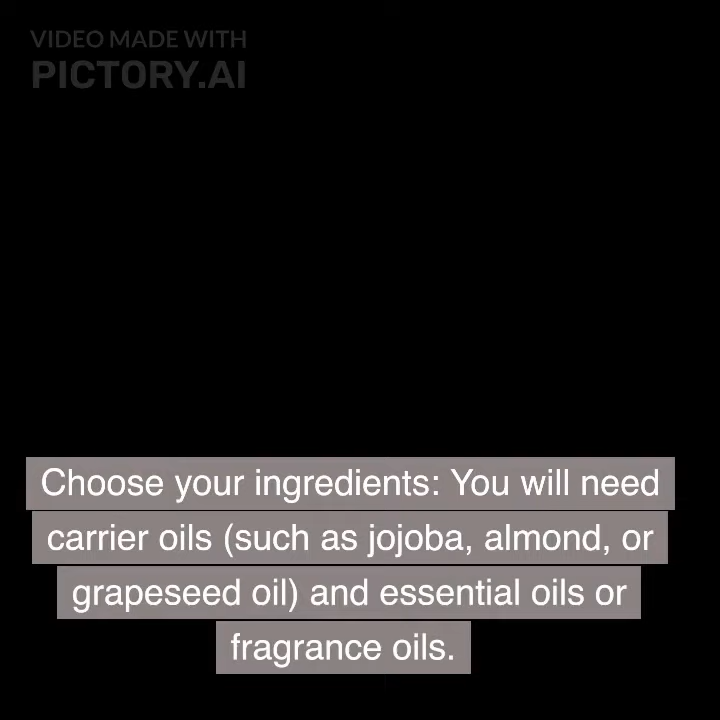 VIDEO MADE WITH
PICTORY.AI
Choose your ingredients: You will need
carrier oils (such as jojoba, almond, or
grapeseed oil) and essential oils or
fragrance oils.